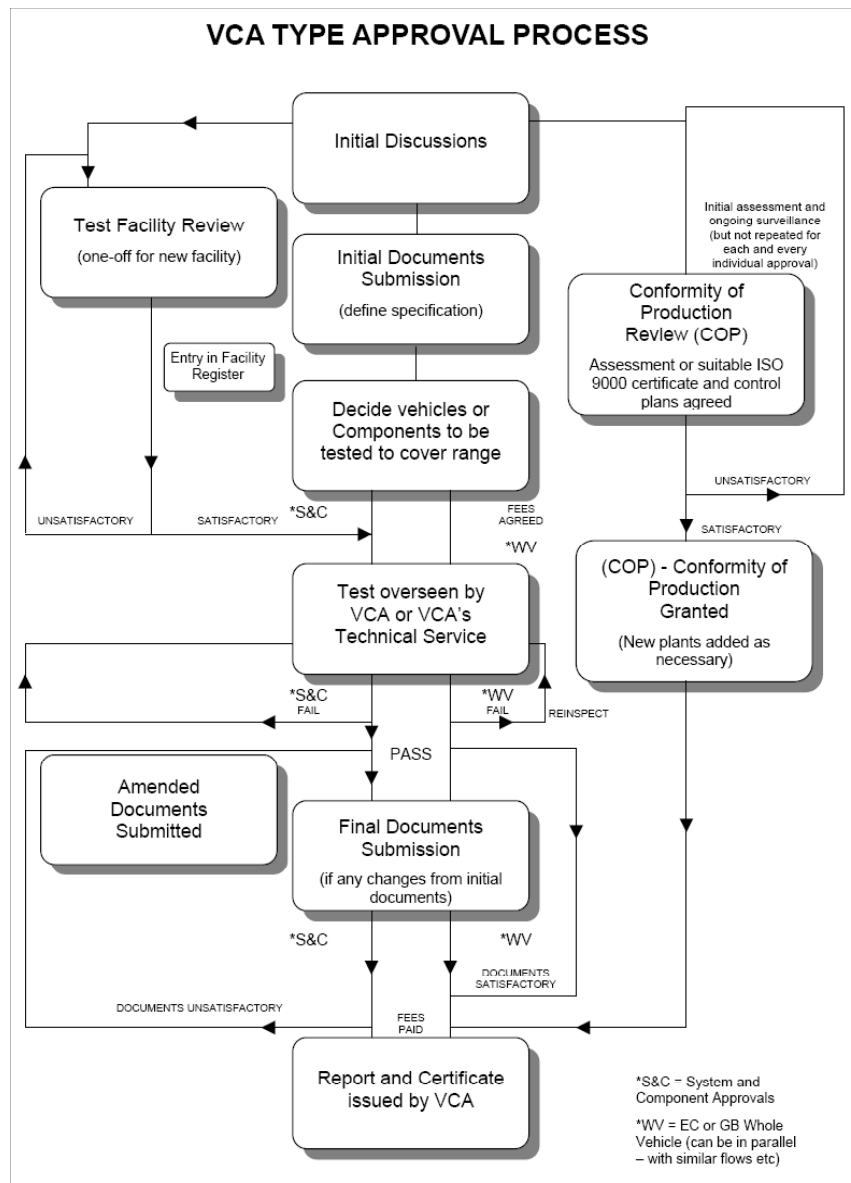 VCA TYPE APPROVAL PROCESS
Initial Discussions
Test Facility Review
(one-off for new facility)
Initial Documents
Submission
(define specification)
Initial assessment and
ongoing surveillance
(but not repeated for
each and every
individual approval)
Conformity of
Production
Review (COP)
Assessment or suitable ISO
9000 certificate and control
plans agreed
Entry in Facility
Register
Decide vehicles or
Components to be
tested to cover range
UNSATISFACTORY
SATISFACTORY
*S&C
FEES
AGREED
*WV
UNSATISFACTORY
SATISFACTORY
Test overseen by
VCA or VCA's
Technical Service
(COP) - Conformity of
Production
Granted
(New plants added as
necessary)
*S&C
FAIL
*WV
FAIL
REINSPECT
PASS
Amended
Documents
Submitted
Final Documents
Submission
(if any changes from initial
documents)
*S&C
*WV
DOCUMENTS
SATISFACTORY
DOCUMENTS UNSATISFACTORY
FEES
PAID
Report and Certificate
issued by VCA
*S&C = System and
Component Approvals
*WV = EC or GB Whole
Vehicle (can be in parallel
– with similar flows etc)